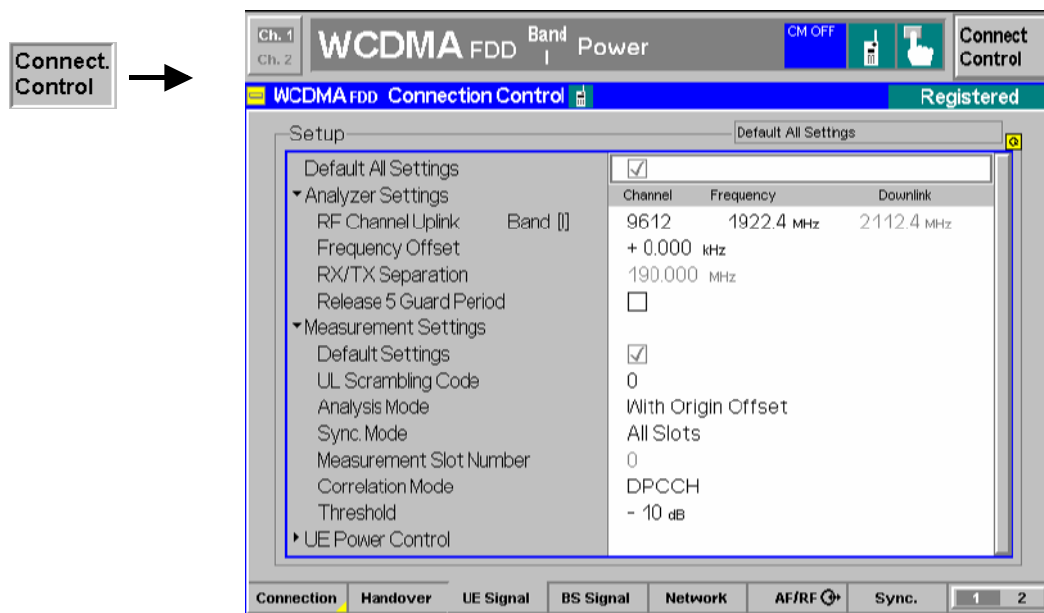 Connect.
Control
Ch. 1
Ch. 2
WCDMA FDD Band I Power
CM OFF
Connect
Control
WCDMA FDD Connection Control
Registered
Setup
Default All Settings
Default All Settings
Analyzer Settings
Channel Frequency Downlink
RF Channel Uplink Band [I] 9612 1922.4 MHz 2112.4 MHz
Frequency Offset + 0.000 kHz
RX/TX Separation 190.000 MHz
Release 5 Guard Period
Measurement Settings
Default Settings
UL Scrambling Code 0
Analysis Mode With Origin Offset
Sync. Mode All Slots
Measurement Slot Number 0
Correlation Mode DPCCH
Threshold - 10 dB
UE Power Control
Connection Handover UE Signal BS Signal Network AF/RF Sync. 1 2